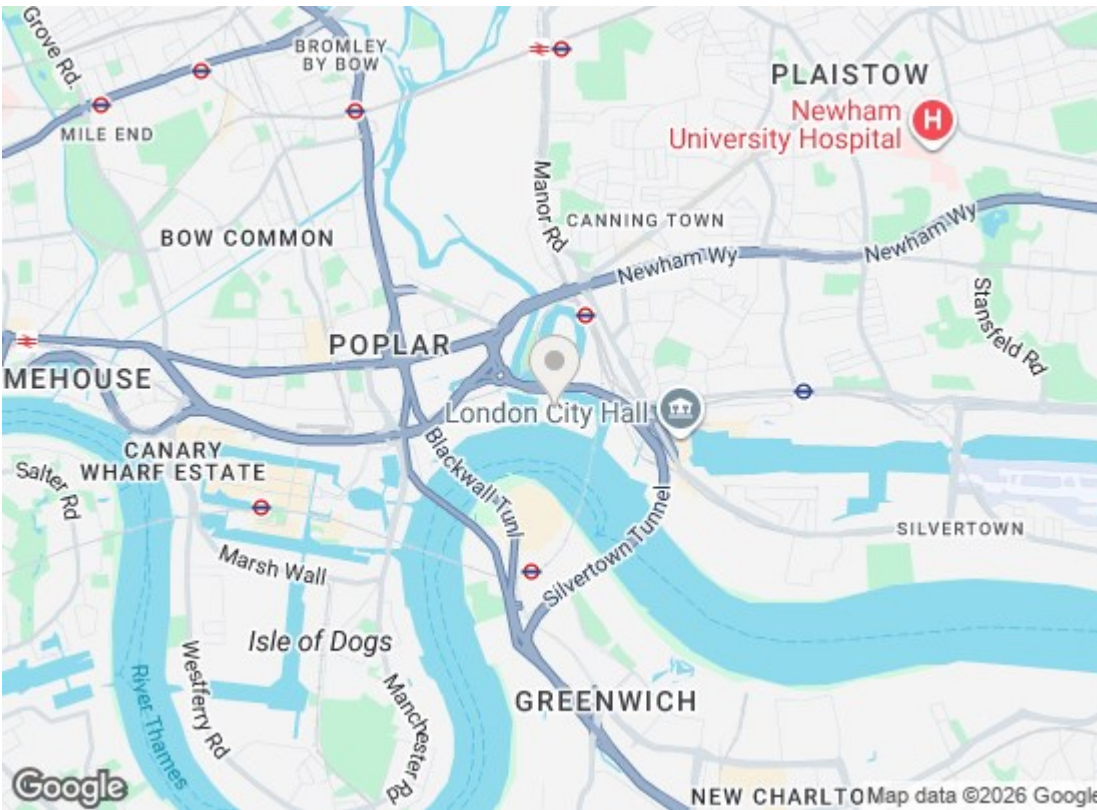 Grove Rd.
BROMLEY
BY BOW
PLAISTOW
Newham
University Hospital
H
MILE END
Manor Rd
CANNING TOWN
BOW COMMON
Newham Wy
Newham Wy
Stansfeld Rd
POPLAR
MEHOUSE
London City Hall
CANARY
WHARF ESTATE
Blackwall Tunl
Salter Rd
Silvertown Tunnel
SILVERTOWN
Marsh Wall
Isle of Dogs
Westferry Rd
River Thames
Manchester Rd
GREENWICH
Google
NEW CHARLTO
Map data ©2026 Google